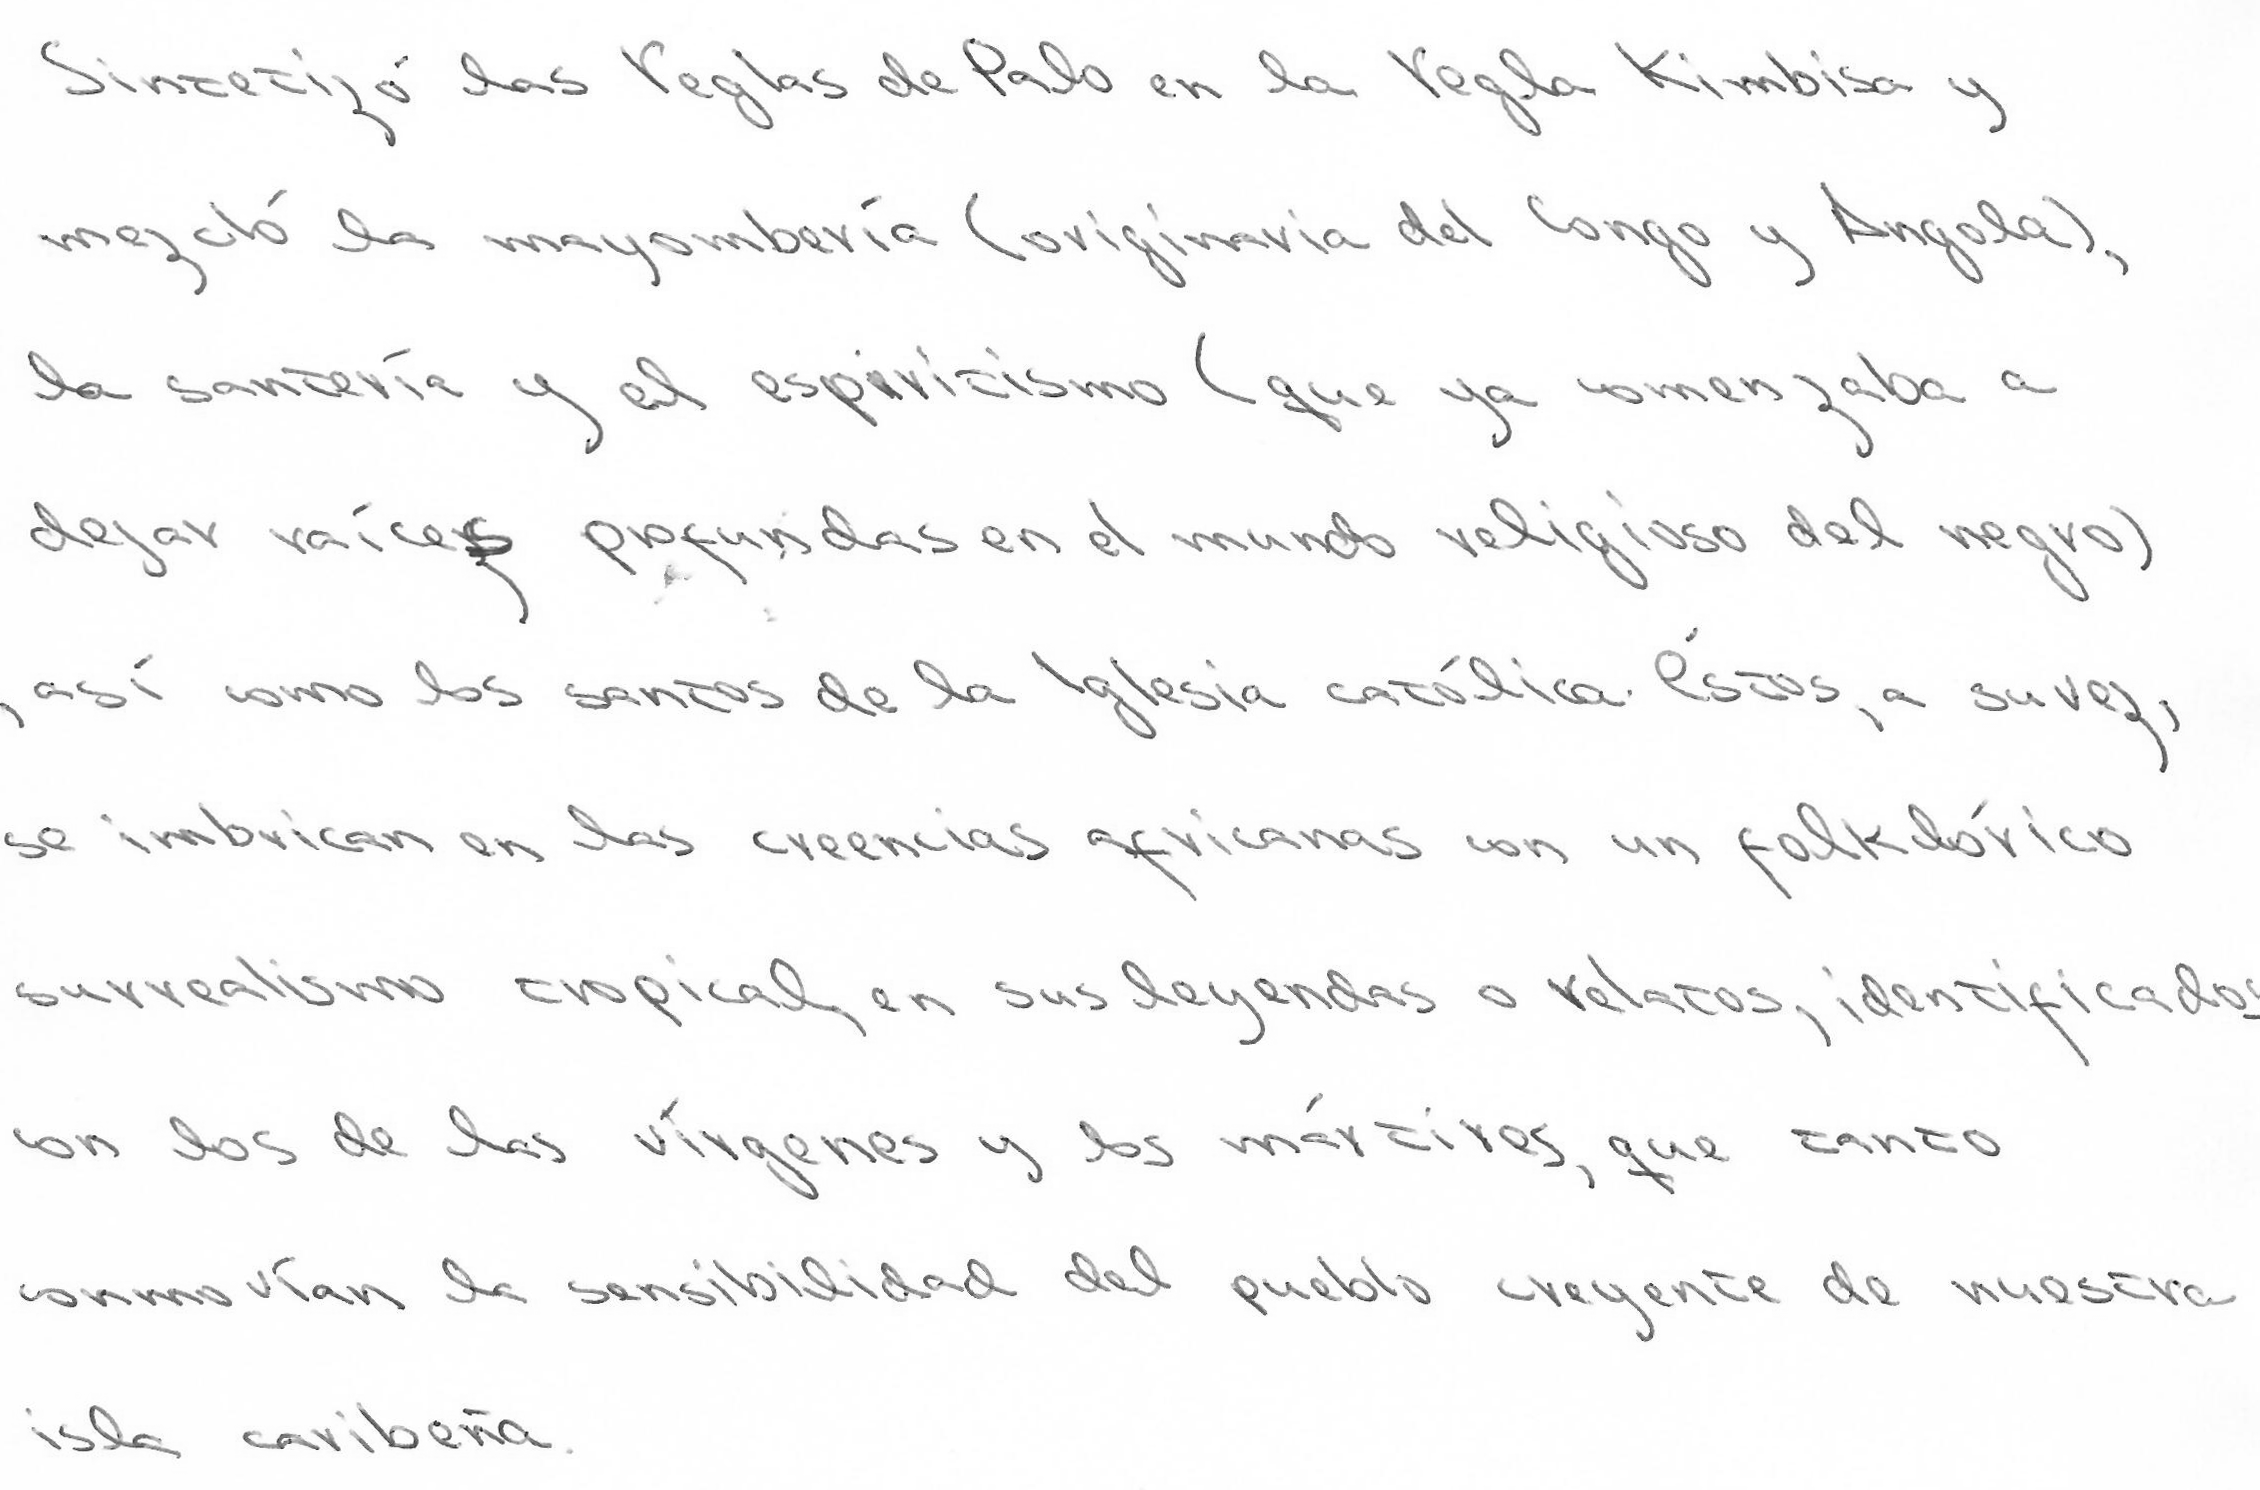 Sintetizó las Reglas de Palo en la Regla Kimbisa y
mezcló la mayombería (originaria del Congo y Angola),
la santería y el espiritismo (que ya comenzaba a
dejar raíces profundas en el mundo religioso del negro)
, así como los santos de la Iglesia católica. Éstos, a su vez,
se imbrican en las creencias africanas con un folklórico
surrealismo tropical, en sus leyendas o relatos, identificados
con los de las vírgenes y los mártires, que tanto
conmovían la sensibilidad del pueblo creyente de nuestra
isla caribeña.